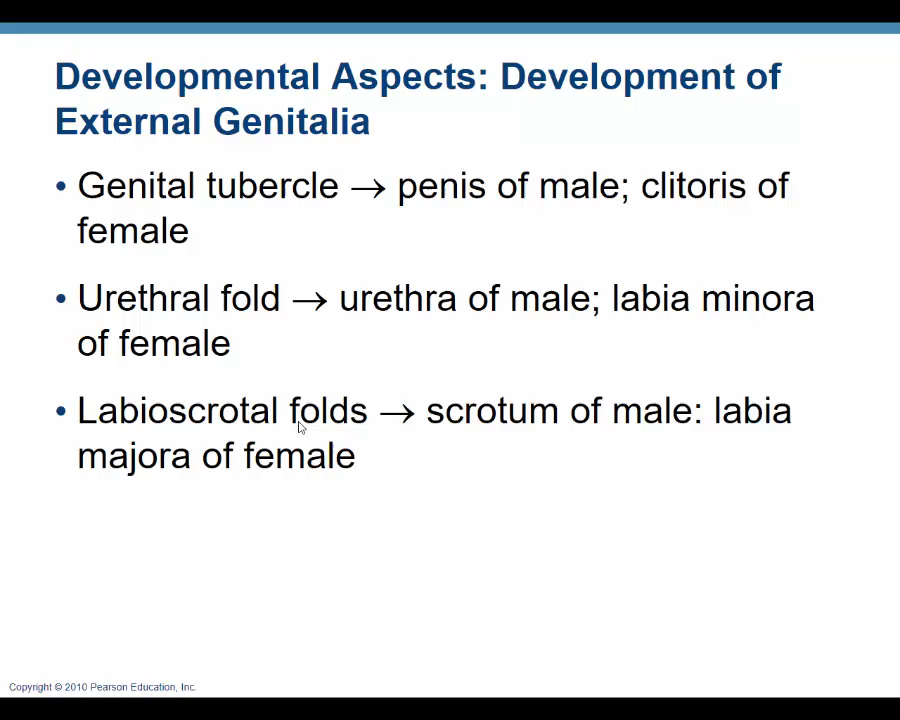 Developmental Aspects: Development of
External Genitalia
• Genital tubercle → penis of male; clitoris of
female
• Urethral fold → urethra of male; labia minora
of female
• Labioscrotal folds → scrotum of male: labia
majora of female
Copyright © 2010 Pearson Education, Inc.